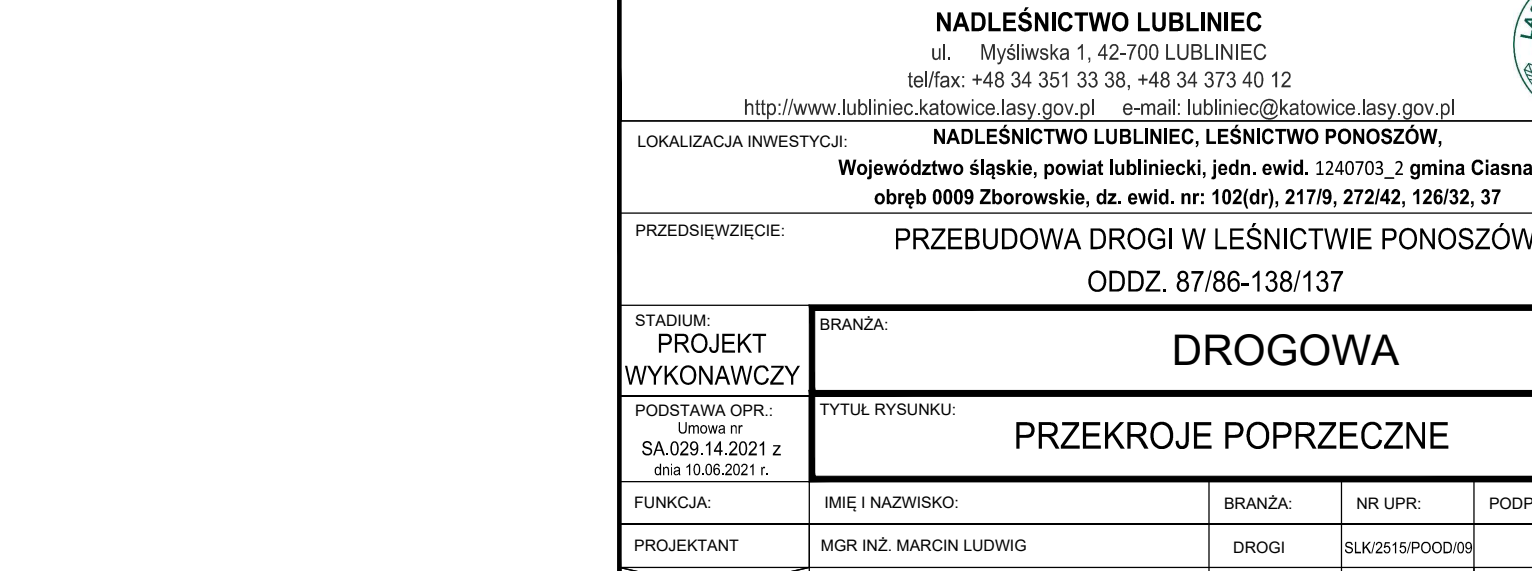 NADLEŚNICTWO LUBLINIEC
ul. Myśliwska 1, 42-700 LUBLINIEC
tel/fax: +48 34 351 33 38, +48 34 373 40 12
http://www.lubliniec.katowice.lasy.gov.pl e-mail: lubliniec@katowice.lasy.gov.pl
LOKALIZACJA INWESTYCJI: NADLEŚNICTWO LUBLINIEC, LEŚNICTWO PONOSZÓW,
Województwo śląskie, powiat lubliniecki, jedn. ewid. 1240703_2 gmina Ciasna
obręb 0009 Zborowskie, dz. ewid. nr: 102(dr), 217/9, 272/42, 126/32, 37
PRZEDSIĘWZIĘCIE: PRZEBUDOWA DROGI W LEŚNICTWIE PONOSZÓW
ODDZ. 87/86-138/137
STADIUM:
PROJEKT
WYKONAWCZY
BRANŻA:
DROGOWA
PODSTAWA OPR.:
Umowa nr
SA.029.14.2021 z
dnia 10.06.2021 r.
TYTUŁ RYSUNKU:
PRZEKROJE POPRZECZNE
FUNKCJA: IMIĘ I NAZWISKO: BRANŻA: NR UPR: PODP
PROJEKTANT MGR INŻ. MARCIN LUDWIG DROGI SLK/2515/POOD/09